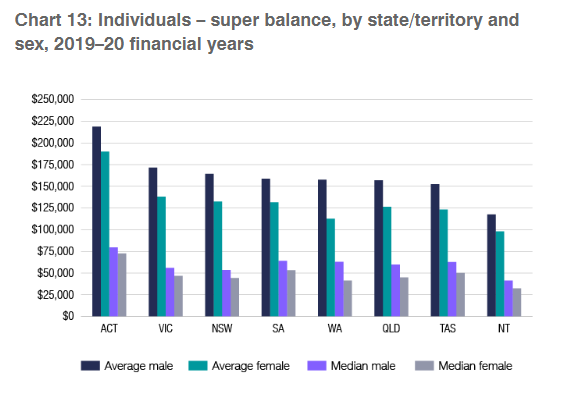 Chart 13: Individuals – super balance, by state/territory and
sex, 2019–20 financial years
$250,000
$225,000
$200,000
$175,000
$150,000
$125,000
$100,000
$75,000
$50,000
$25,000
$0
ACT VIC NSW SA WA QLD TAS NT
Average male Average female Median male Median female